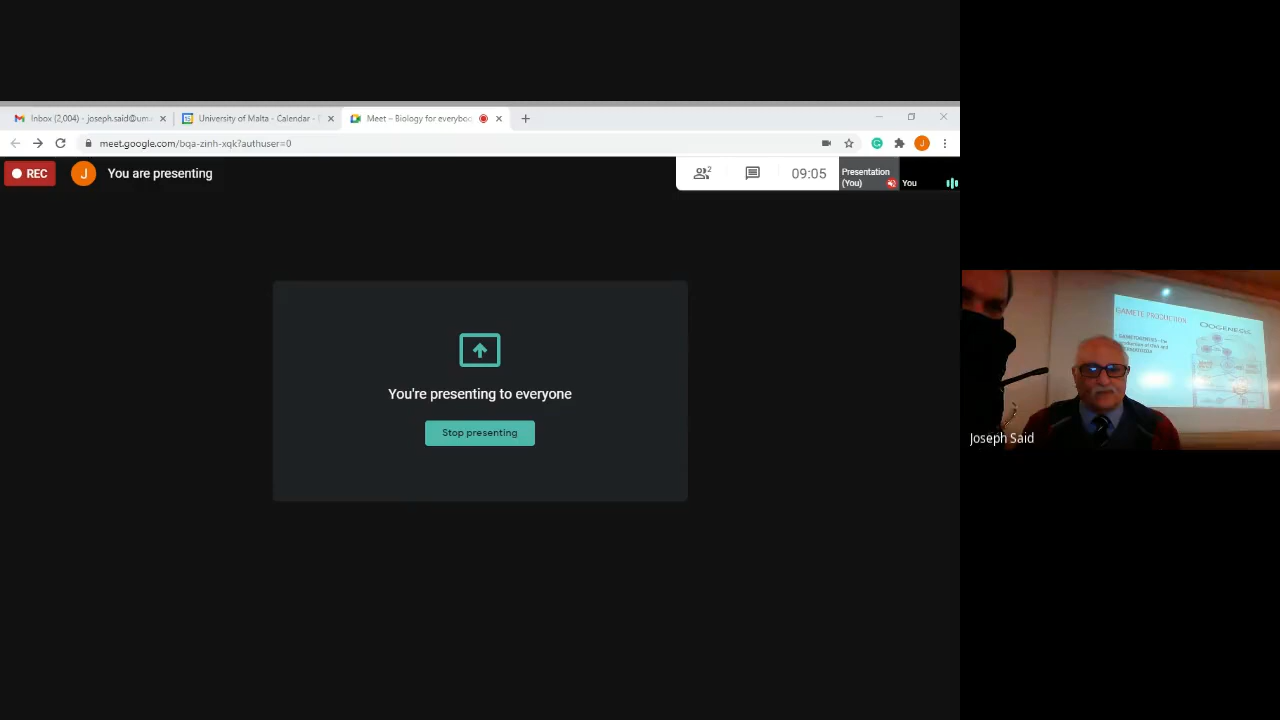 Inbox (2,004) - joseph.said@um.
University of Malta - Calendar -
Meet – Biology for everybod
meet.google.com/bqa-zinh-xqk?authuser=0
REC
J
You are presenting
2
09:05
Presentation
(You)
You
You're presenting to everyone
Stop presenting
GAMETE PRODUCTION
OOGENESIS
Joseph Said